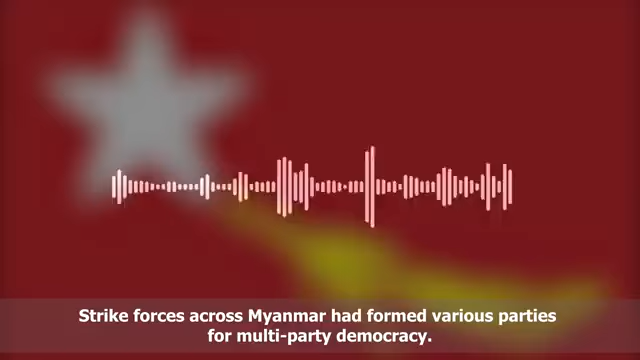 Strike forces across Myanmar had formed various parties
for multi-party democracy.